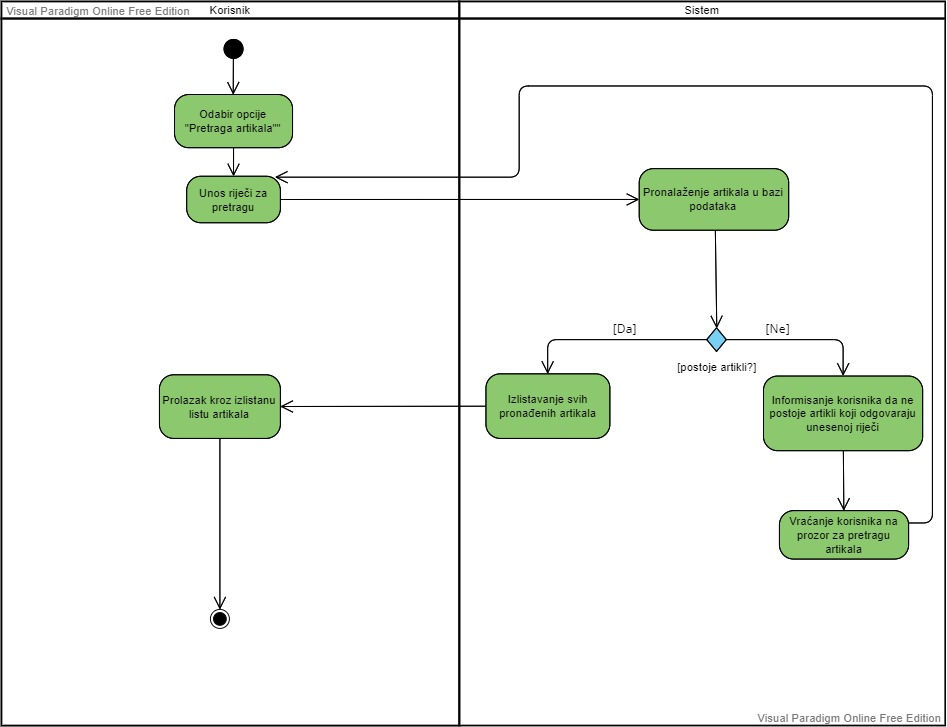 Visual Paradigm Online Free Edition
Korisnik
Sistem
Odabir opcije
"Pretraga artikala""
Unos riječi za
pretragu
Pronalaženje artikala u bazi
podataka
[Da]
[Ne]
[postoje artikli?]
Prolazak kroz izlistanu
listu artikala
Izlistavanje svih
pronađenih artikala
Informisanje korisnika da ne
postoje artikli koji odgovaraju
unesenoj riječi
Vraćanje korisnika na
prozor za pretragu
artikala
Visual Paradigm Online Free Edition